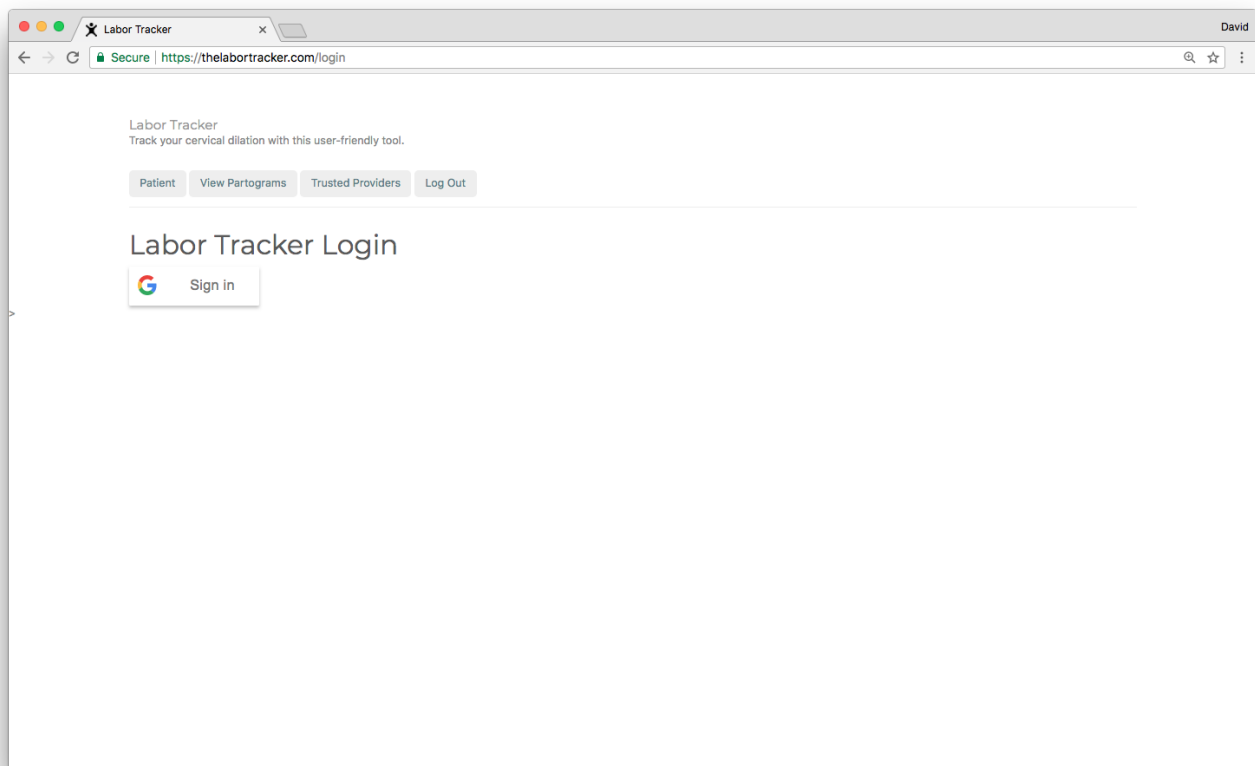 Labor Tracker
David
Secure | https://thelabortracker.com/login
Labor Tracker
Track your cervical dilation with this user-friendly tool.
Patient View Partograms Trusted Providers Log Out
Labor Tracker Login
Sign in
>